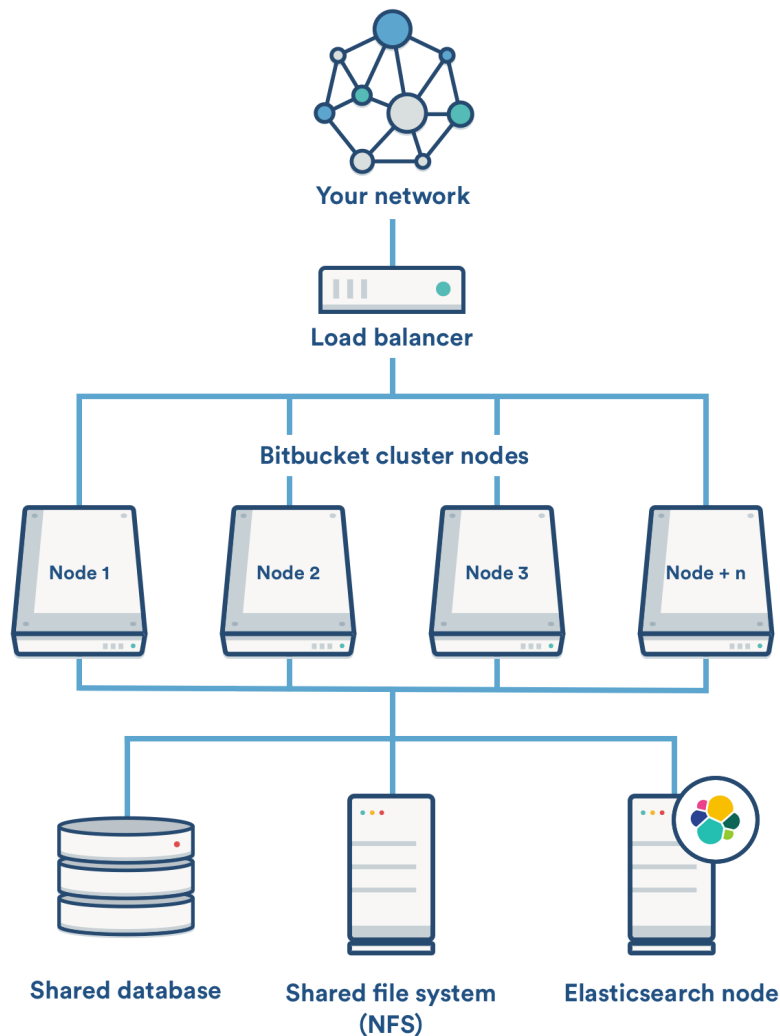 Your network
Load balancer
Bitbucket cluster nodes
Node 1
Node 2
Node 3
Node + n
Shared database
Shared file system
(NFS)
Elasticsearch node